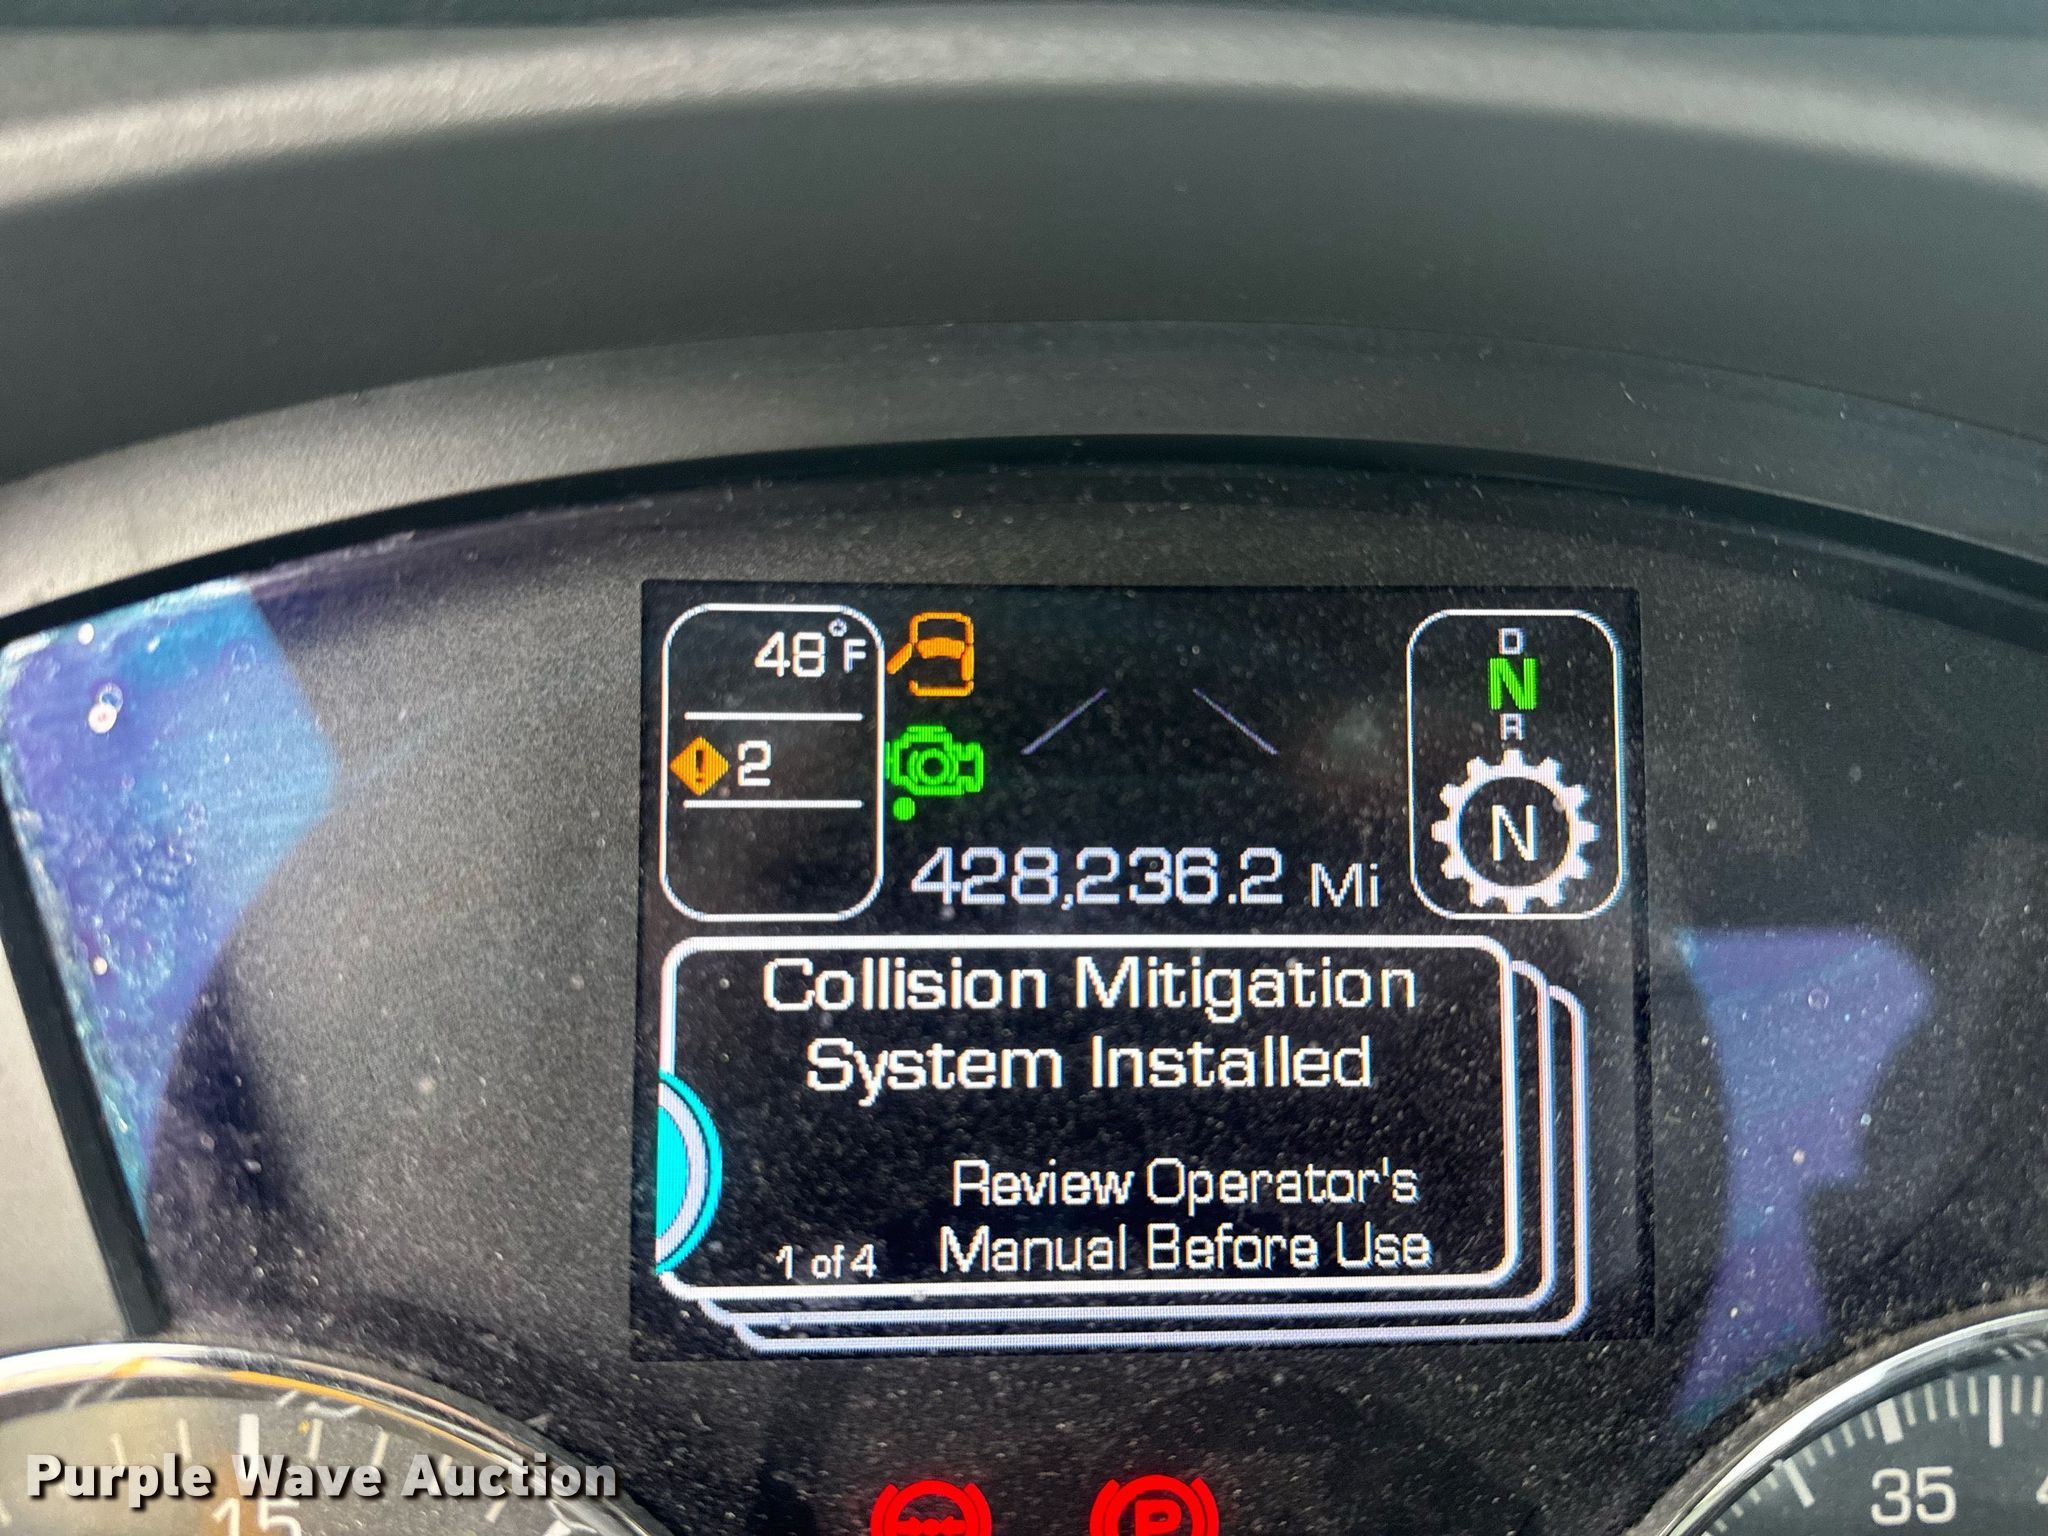 48°F
D
N
R
! 2
N
428,236.2 Mi
Collision Mitigation
System Installed
Review Operator's
Manual Before Use
1 of 4
15
P
35
Purple Wave Auction